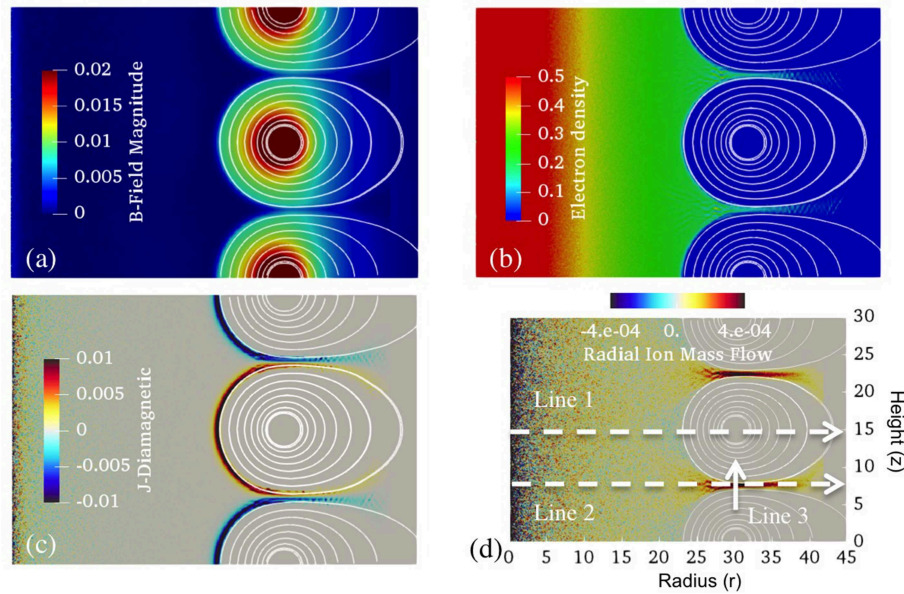 0.02
0.015
0.01
0.005
0
B-Field Magnitude
(a)
0.5
0.4
0.3
0.2
0.1
0
Electron density
(b)
0.01
0.005
0
-0.005
-0.01
J-Diamagnetic
(c)
-4.e-04 0. 4.e-04
Radial Ion Mass Flow
Line 1
Line 2
Line 3
(d)
30
25
20
15
10
5
0
Height (z)
0 5 10 15 20 25 30 35 40 45
Radius (r)